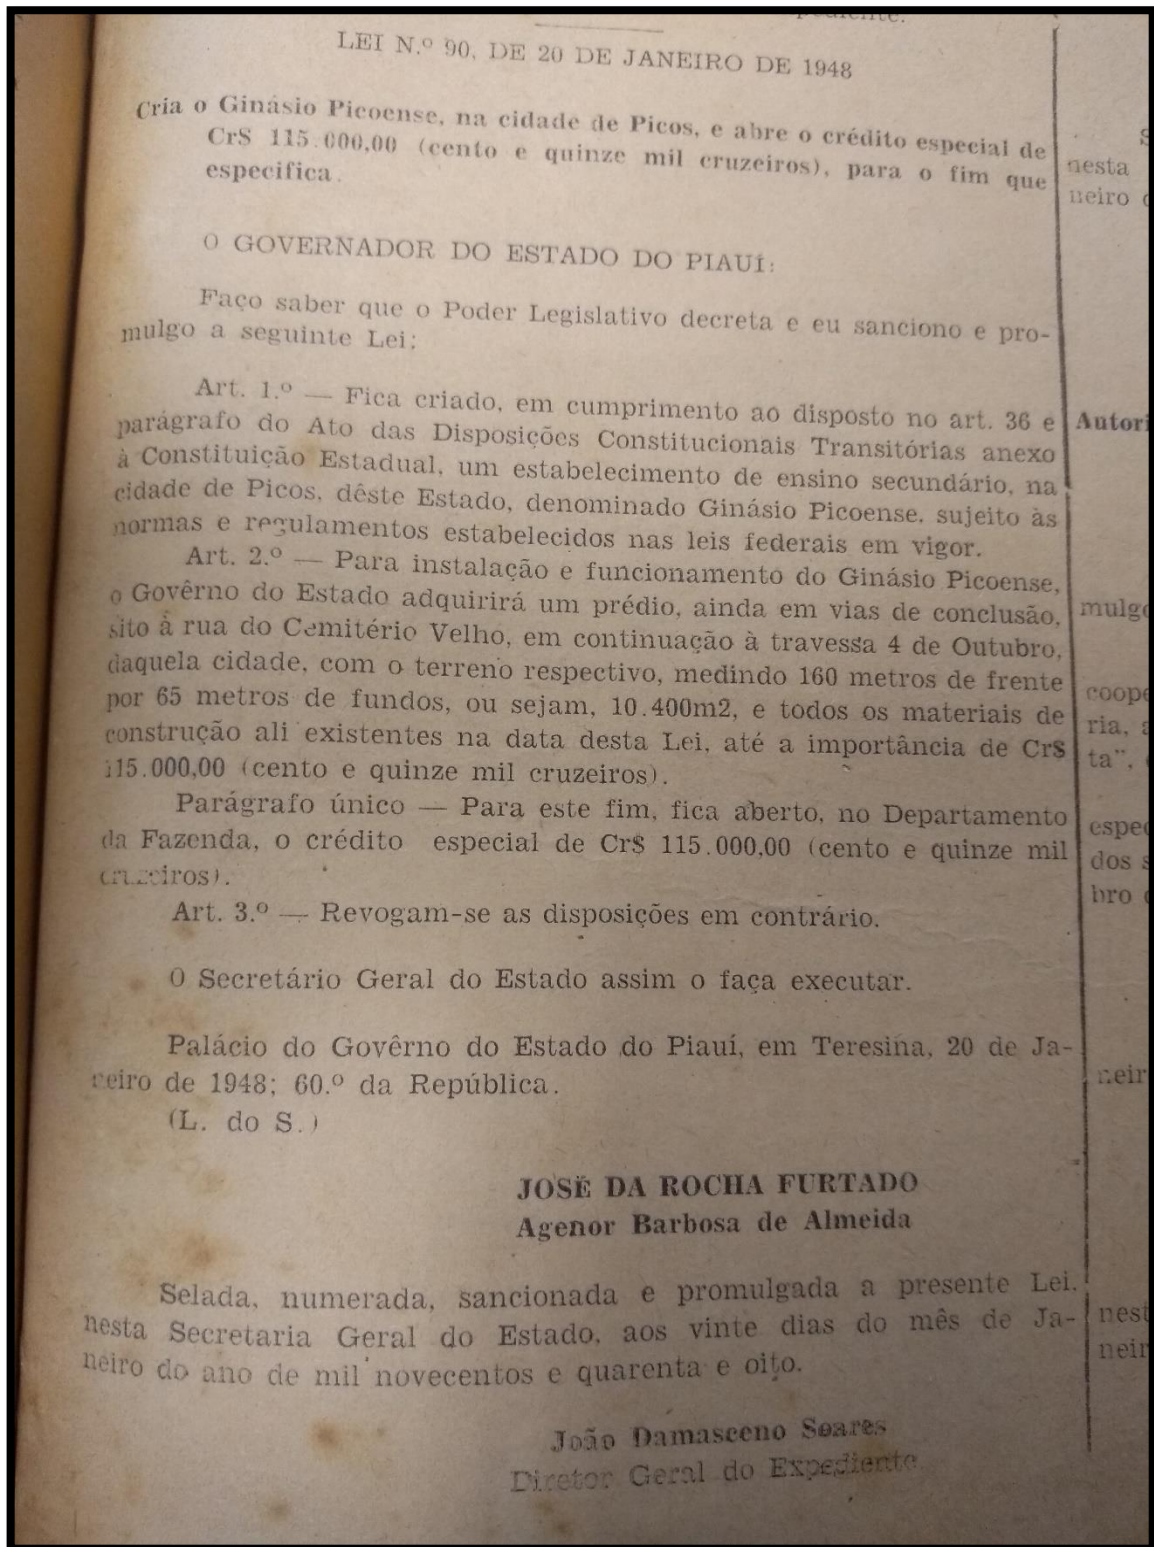 pediente.
LEI N.º 90, DE 20 DE JANEIRO DE 1948
Cria o Ginásio Picoense, na cidade de Picos, e abre o crédito especial de
Cr$ 115.000,00 (cento e quinze mil cruzeiros), para o fim que
especifica.
O GOVERNADOR DO ESTADO DO PIAUÍ:
Faço saber que o Poder Legislativo decreta e eu sanciono e pro-
mulgo a seguinte Lei:
Art. 1.º — Fica criado, em cumprimento ao disposto no art. 36 e
parágrafo do Ato das Disposições Constitucionais Transitórias anexo
à Constituição Estadual, um estabelecimento de ensino secundário, na
cidade de Picos, dêste Estado, denominado Ginásio Picoense, sujeito às
normas e regulamentos estabelecidos nas leis federais em vigor.
Art. 2.º — Para instalação e funcionamento do Ginásio Picoense,
o Govêrno do Estado adquirirá um prédio, ainda em vias de conclusão,
sito à rua do Cemitério Velho, em continuação à travessa 4 de Outubro,
daquela cidade, com o terreno respectivo, medindo 160 metros de frente
por 65 metros de fundos, ou sejam, 10.400m2, e todos os materiais de
construção ali existentes na data desta Lei, até a importância de Cr$
115.000,00 (cento e quinze mil cruzeiros).
Parágrafo único — Para este fim, fica aberto, no Departamento
da Fazenda, o crédito especial de Cr$ 115.000,00 (cento e quinze mil
cruzeiros).
Art. 3.º — Revogam-se as disposições em contrário.
O Secretário Geral do Estado assim o faça executar.
Palácio do Govêrno do Estado do Piauí, em Teresina, 20 de Ja-
neiro de 1948; 60.º da República.
(L. do S.)
JOSÉ DA ROCHA FURTADO
Agenor Barbosa de Almeida
Selada, numerada, sancionada e promulgada a presente Lei,
nesta Secretaria Geral do Estado, aos vinte dias do mês de Ja-
neiro do ano de mil novecentos e quarenta e oito.
João Damasceno Soares
Diretor Geral do Expediente.
nesta
neiro
Autori
mulgo
coope
ria,
ta",
espec
dos s
bro
neir
nest
neir